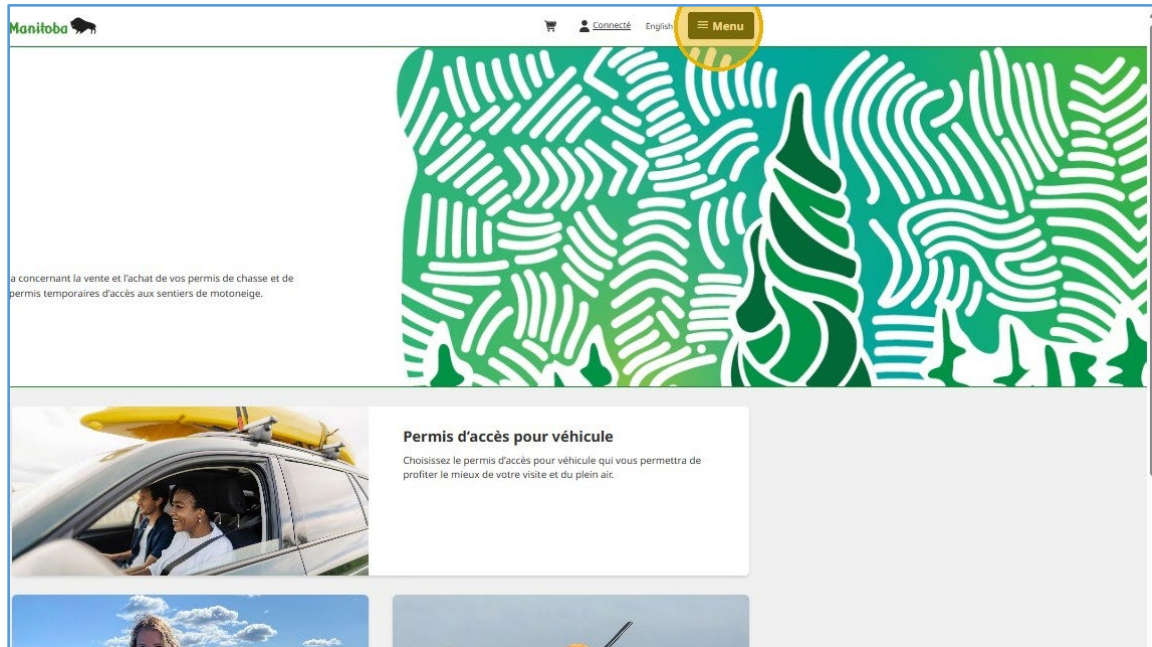 Manitoba
Connecté
English
Menu
a concernant la vente et l'achat de vos permis de chasse et de
permis temporaires d'accès aux sentiers de motoneige.
Permis d'accès pour véhicule
Choisissez le permis d'accès pour véhicule qui vous permettra de
profiter le mieux de votre visite et du plein air.